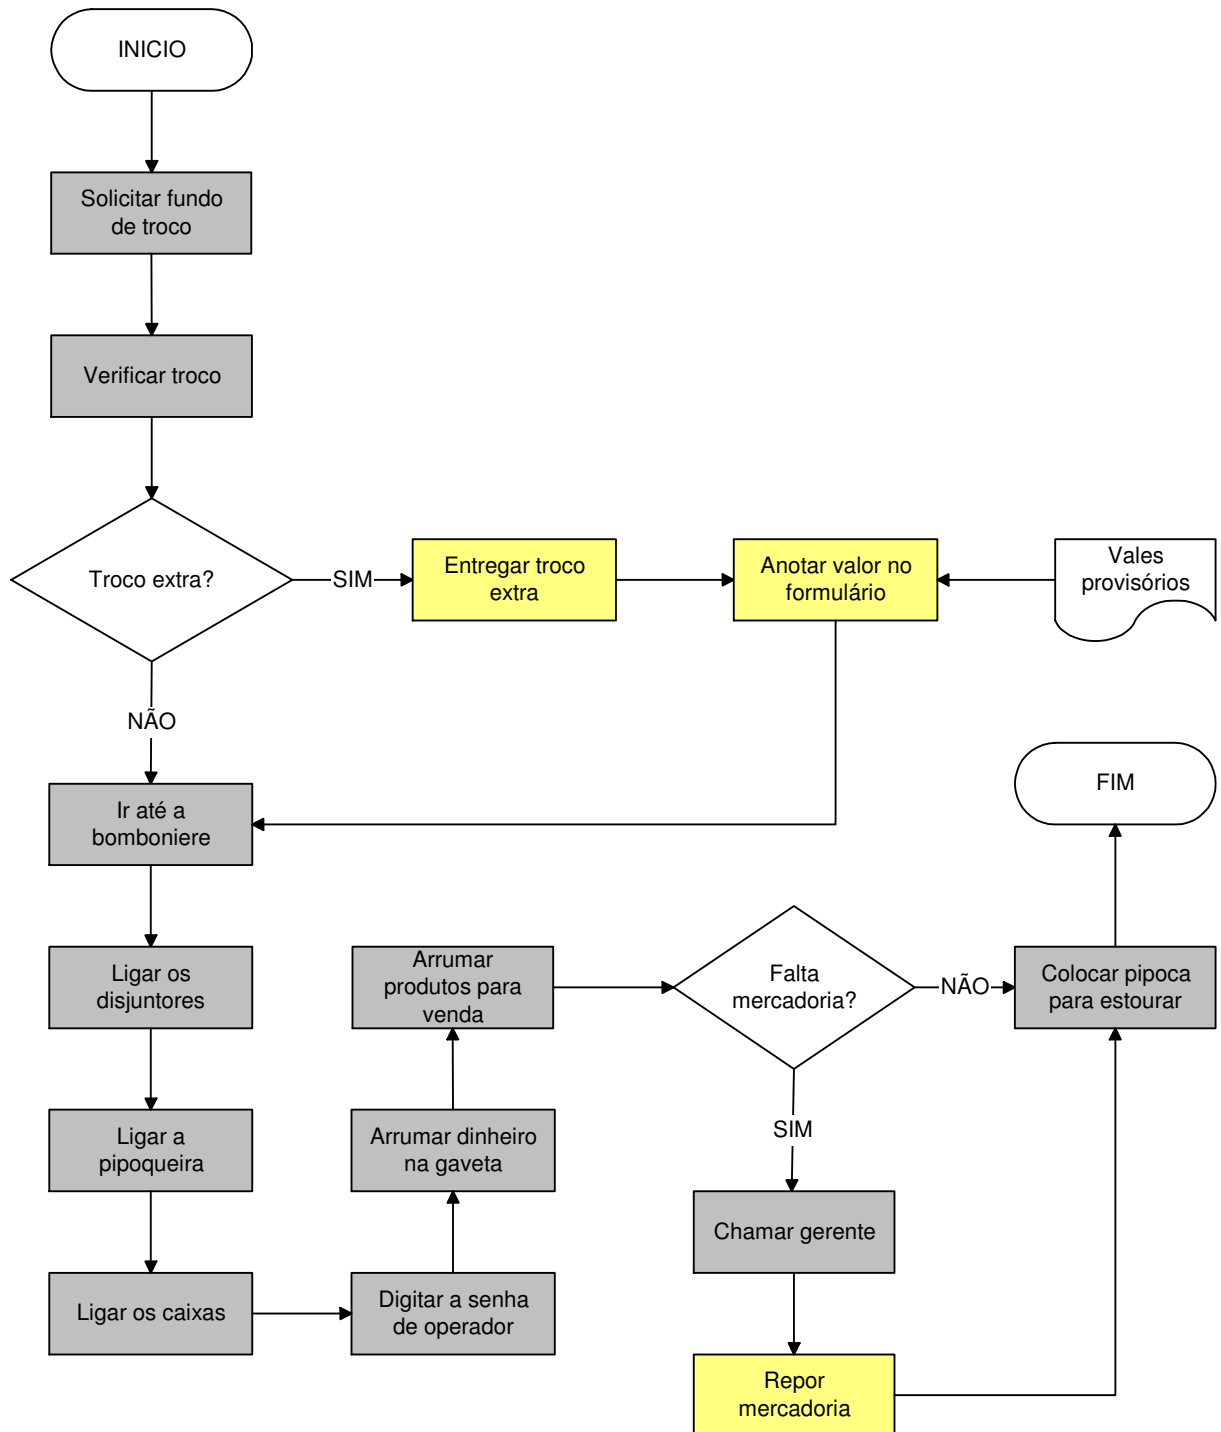 INICIO
Solicitar fundo
de troco
Verificar troco
Troco extra?
SIM
Entregar troco
extra
Anotar valor no
formulário
Vales
provisórios
NÃO
Ir até a
bomboniere
FIM
Ligar os
disjuntores
Arrumar
produtos para
venda
Falta
mercadoria?
NÃO
Colocar pipoca
para estourar
Ligar a
pipoqueira
Arrumar dinheiro
na gaveta
SIM
Chamar gerente
Ligar os caixas
Digitar a senha
de operador
Repor
mercadoria